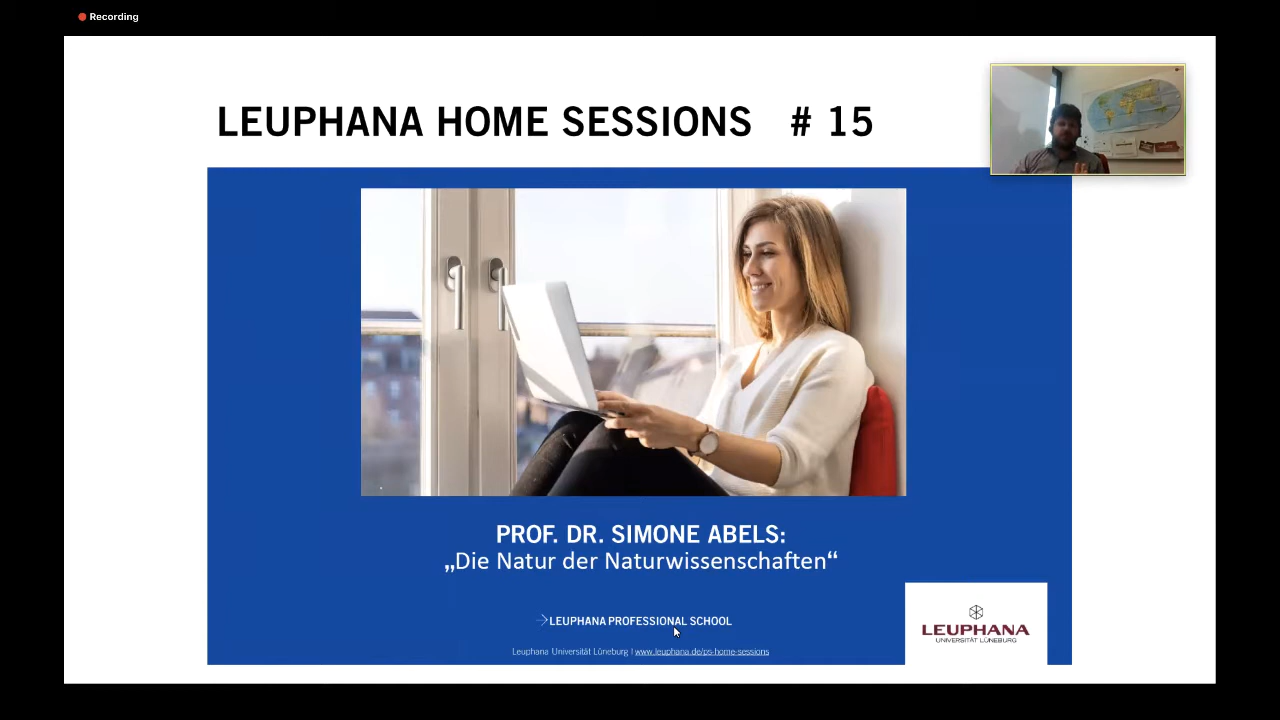 Recording
LEUPHANA HOME SESSIONS # 15
PROF. DR. SIMONE ABELS:
„Die Natur der Naturwissenschaften“
LEUPHANA PROFESSIONAL SCHOOL
Leuphana Universität Lüneburg | www.leuphana.de/ps-home-sessions
LEUPHANA
UNIVERSITÄT LÜNEBURG